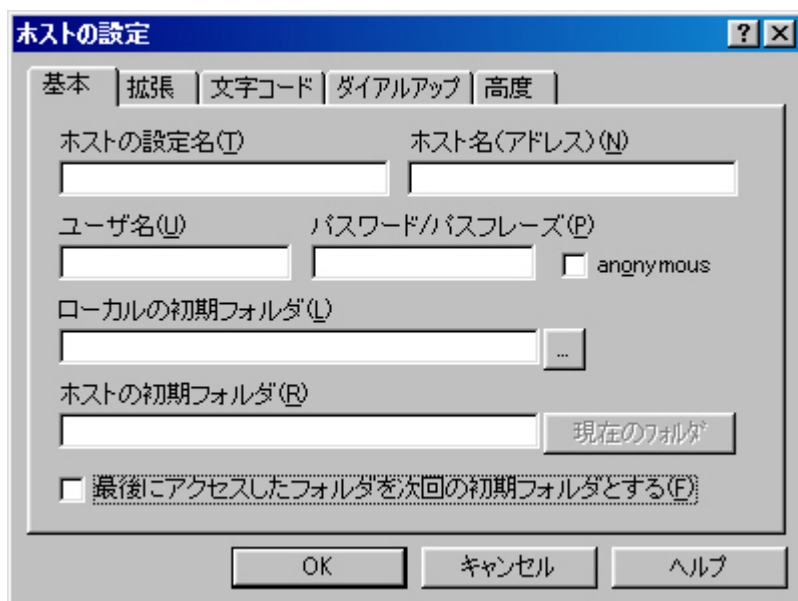 ホストの設定
基本 拡張 文字コード ダイアルアップ 高度
ホストの設定名(T) ホスト名(アドレス)(N)
ユーザ名(U) パスワード/パスフレーズ(P)
anonymous
ローカルの初期フォルダ(L)
...
ホストの初期フォルダ(R)
現在のフォルダ
最後にアクセスしたフォルダを次回の初期フォルダとする(F)
OK キャンセル ヘルプ